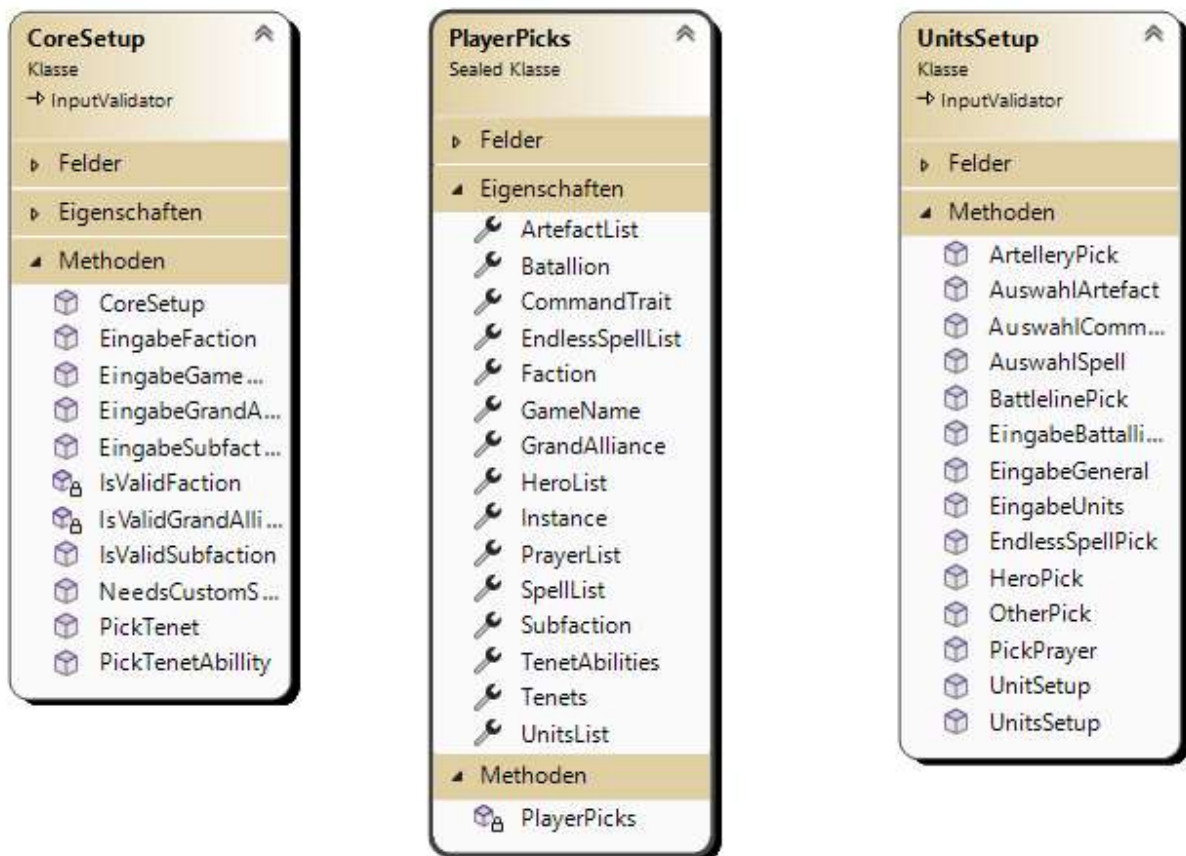 CoreSetup
Klasse
InputValidator
Felder
Eigenschaften
Methoden
CoreSetup
EingabeFaction
EingabeGame...
EingabeGrandA...
EingabeSubfact...
IsValidFaction
IsValidGrandAlli...
IsValidSubfaction
NeedsCustomS...
PickTenet
PickTenetAbillity
PlayerPicks
Sealed Klasse
Felder
Eigenschaften
ArtefactList
Batallion
CommandTrait
EndlessSpellList
Faction
GameName
GrandAlliance
HeroList
Instance
PrayerList
SpellList
Subfaction
TenetAbilities
Tenets
UnitsList
Methoden
PlayerPicks
UnitsSetup
Klasse
InputValidator
Felder
Methoden
ArtelleryPick
AuswahlArtefact
AuswahlComm...
AuswahlSpell
BattlelinePick
EingabeBattalli...
EingabeGeneral
EingabeUnits
EndlessSpellPick
HeroPick
OtherPick
PickPrayer
UnitSetup
UnitsSetup